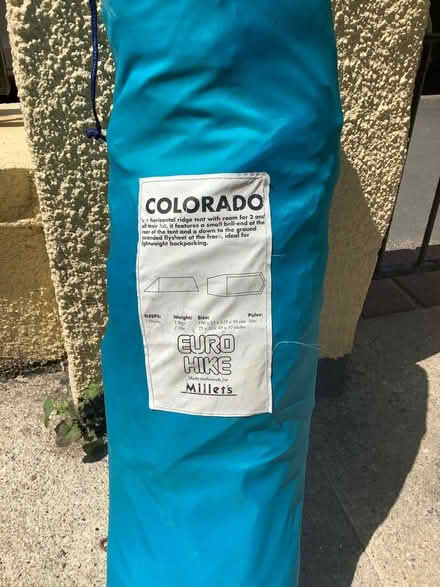 COLORADO
horizontal ridge tent with room for 2 and
all their kit, it features a small bell-end at the
rear of the tent and a down to the ground
extended flysheet at the front, ideal for
lightweight backpacking.
SLEEPS: Weight: Size: Poles:
EURO
HIKE
Made exclusively for
Millets